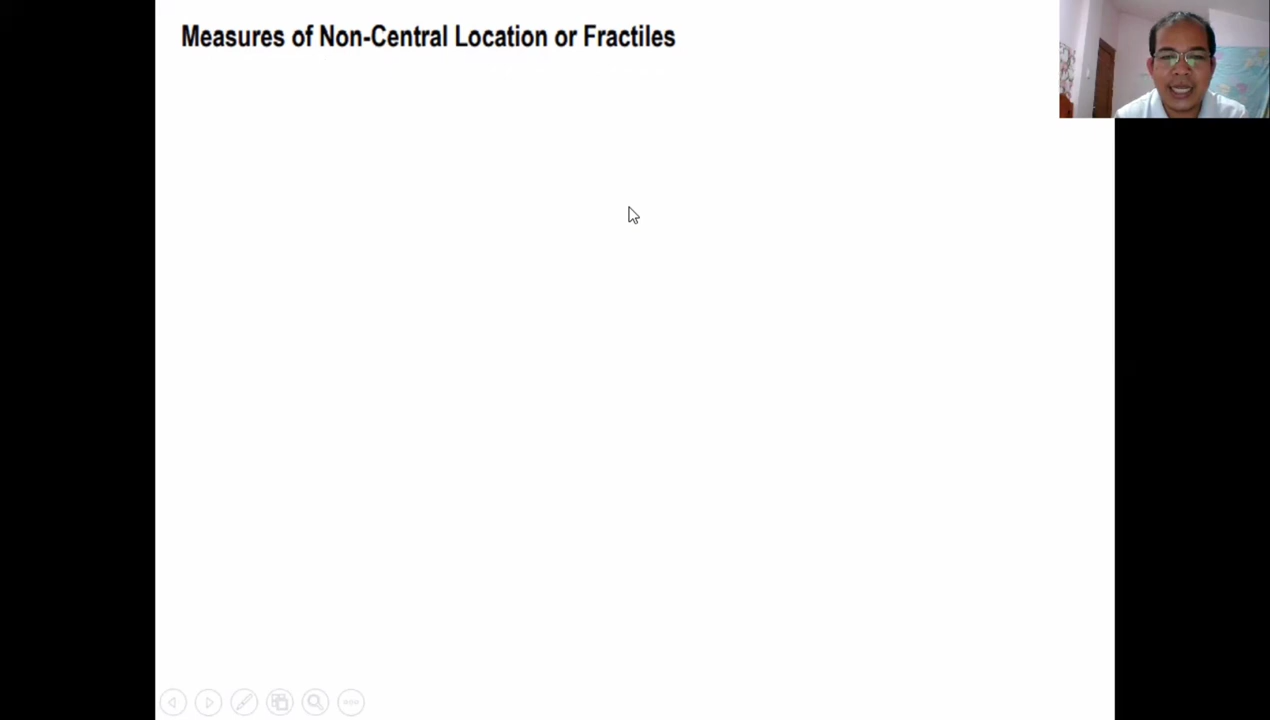 Measures of Non-Central Location or Fractiles